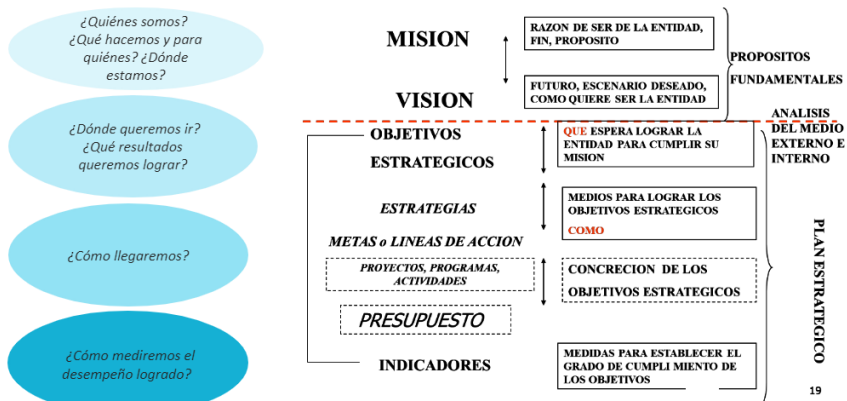 ¿Quiénes somos?
¿Qué hacemos y para
quiénes? ¿Dónde
estamos?
¿Dónde queremos ir?
¿Qué resultados
queremos lograr?
¿Cómo llegaremos?
¿Cómo mediremos el
desempeño logrado?
MISION
RAZON DE SER DE LA ENTIDAD,
FIN, PROPOSITO
VISION
FUTURO, ESCENARIO DESEADO,
COMO QUIERE SER LA ENTIDAD
PROPOSITOS
FUNDAMENTALES
ANALISIS
DEL MEDIO
EXTERNO E
INTERNO
OBJETIVOS
ESTRATEGICOS
QUE ESPERA LOGRAR LA
ENTIDAD PARA CUMPLIR SU
MISION
ESTRATEGIAS
MEDIOS PARA LOGRAR LOS
OBJETIVOS ESTRATEGICOS
COMO
METAS o LINEAS DE ACCION
PROYECTOS, PROGRAMAS,
ACTIVIDADES
CONCRECION DE LOS
OBJETIVOS ESTRATEGICOS
PRESUPUESTO
INDICADORES
MEDIDAS PARA ESTABLECER EL
GRADO DE CUMPLI MIENTO DE
LOS OBJETIVOS
PLAN ESTRATEGICO
19